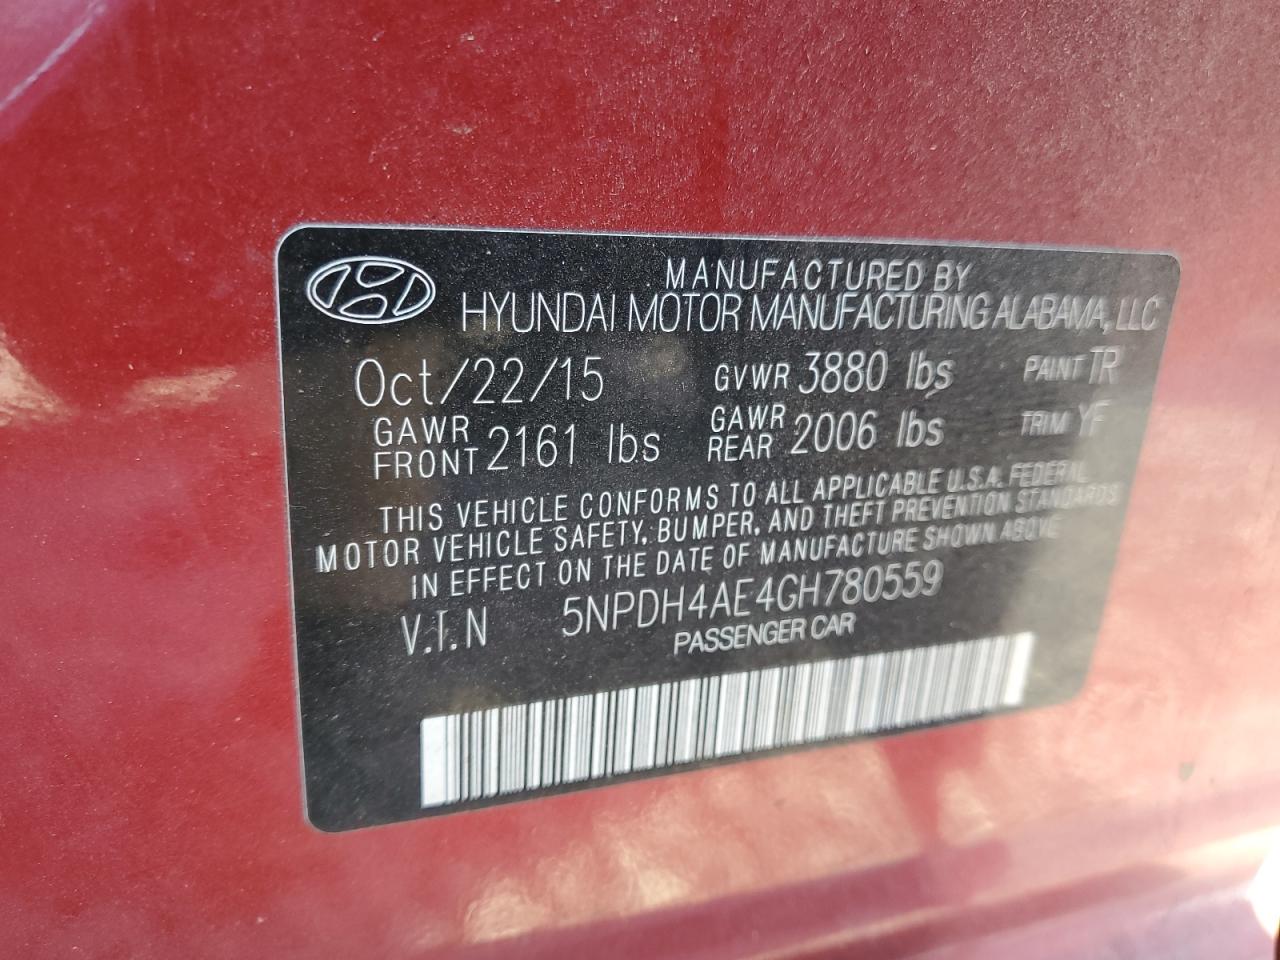 MANUFACTURED BY
HYUNDAI MOTOR MANUFACTURING ALABAMA, LLC
Oct/22/15 GVWR 3880 lbs PAINT TR
GAWR FRONT 2161 lbs GAWR REAR 2006 lbs TRIM YF
THIS VEHICLE CONFORMS TO ALL APPLICABLE U.S.A. FEDERAL
MOTOR VEHICLE SAFETY, BUMPER, AND THEFT PREVENTION STANDARDS
IN EFFECT ON THE DATE OF MANUFACTURE SHOWN ABOVE
V.I.N 5NPDH4AE4GH780559
PASSENGER CAR